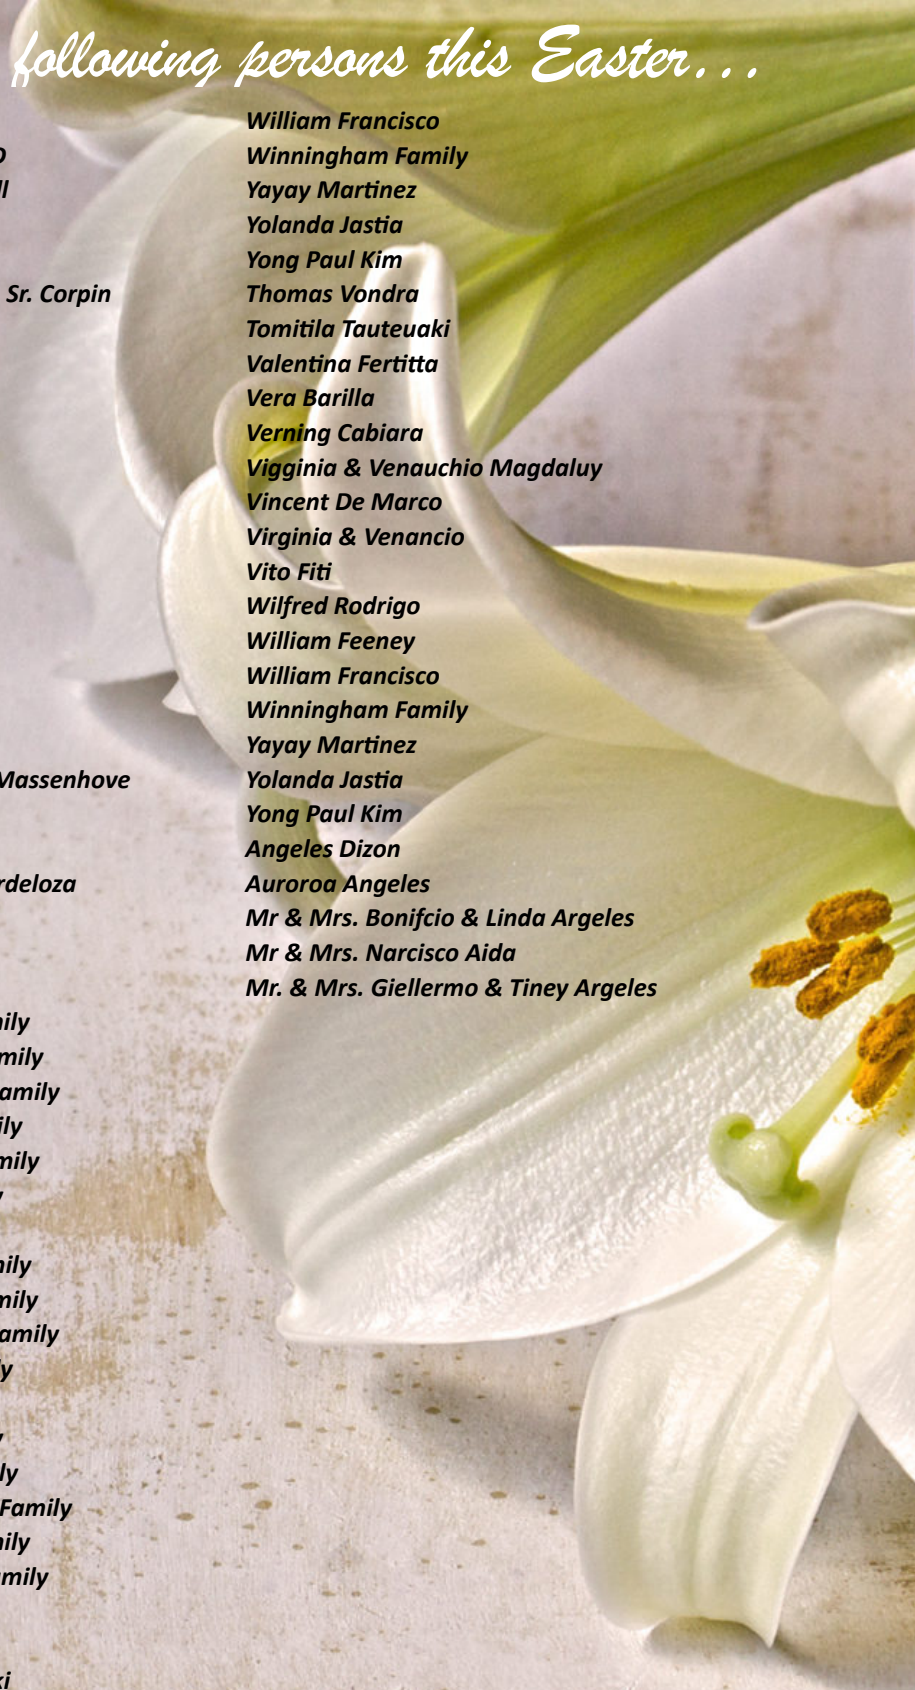 following persons this Easter...
Sr. Corpin
Massenhove
Family
William Francisco
Winningham Family
Yayay Martinez
Yolanda Jastia
Yong Paul Kim
Thomas Vondra
Tomitila Tauteuaki
Valentina Fertitta
Vera Barilla
Verning Cabiara
Vigginia & Venauchio Magdaluy
Vincent De Marco
Virginia & Venancio
Vito Fiti
Wilfred Rodrigo
William Feeney
William Francisco
Winningham Family
Yayay Martinez
Yolanda Jastia
Yong Paul Kim
Angeles Dizon
Auroroa Angeles
Mr & Mrs. Bonifcio & Linda Argeles
Mr & Mrs. Narcisco Aida
Mr. & Mrs. Giellermo & Tiney Argeles